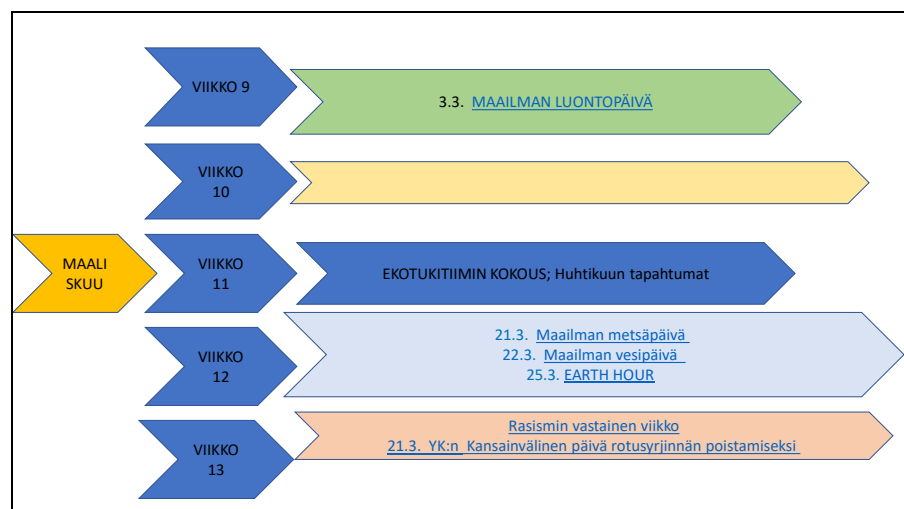 VIIKKO 9
3.3. MAAILMAN LUONTOPÄIVÄ
VIIKKO
10
MAALI
SKUU
VIIKKO
11
EKOTUKITIIMIN KOKOUS; Huhtikuun tapahtumat
VIIKKO
12
21.3. Maailman metsäpäivä
22.3. Maailman vesipäivä
25.3. EARTH HOUR
VIIKKO
13
Rasismin vastainen viikko
21.3. YK:n Kansainvälinen päivä rotusyrjinnän poistamiseksi